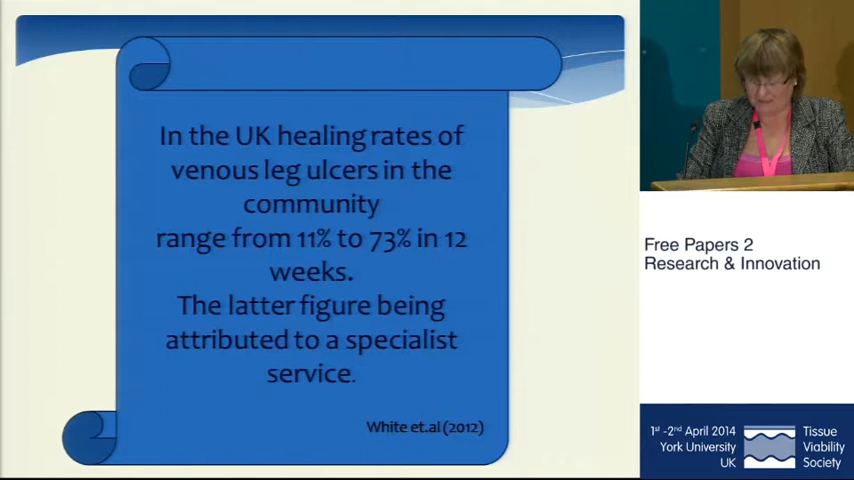 In the UK healing rates of
venous leg ulcers in the
community
range from 11% to 73% in 12
weeks.
The latter figure being
attributed to a specialist
service.
White et.al (2012)
Free Papers 2
Research & Innovation
1st -2nd April 2014
York University
UK
Tissue
Viability
Society